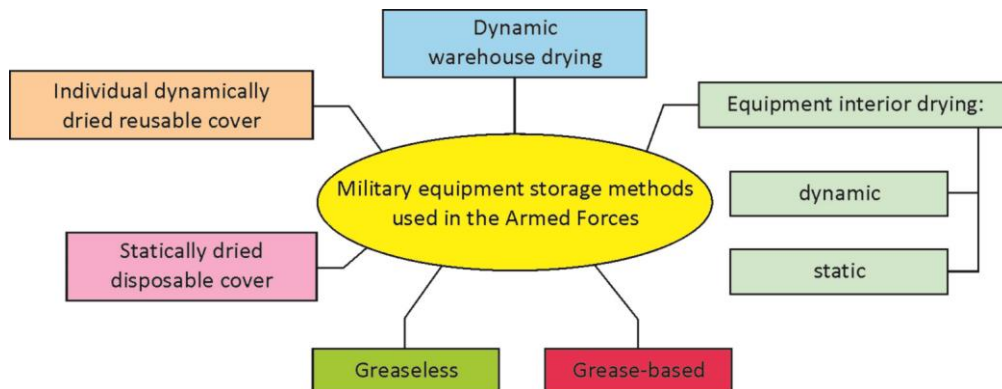 Dynamic
warehouse drying
Individual dynamically
dried reusable cover
Equipment interior drying:
Military equipment storage methods
used in the Armed Forces
dynamic
Statically dried
disposable cover
static
Greaseless
Grease-based